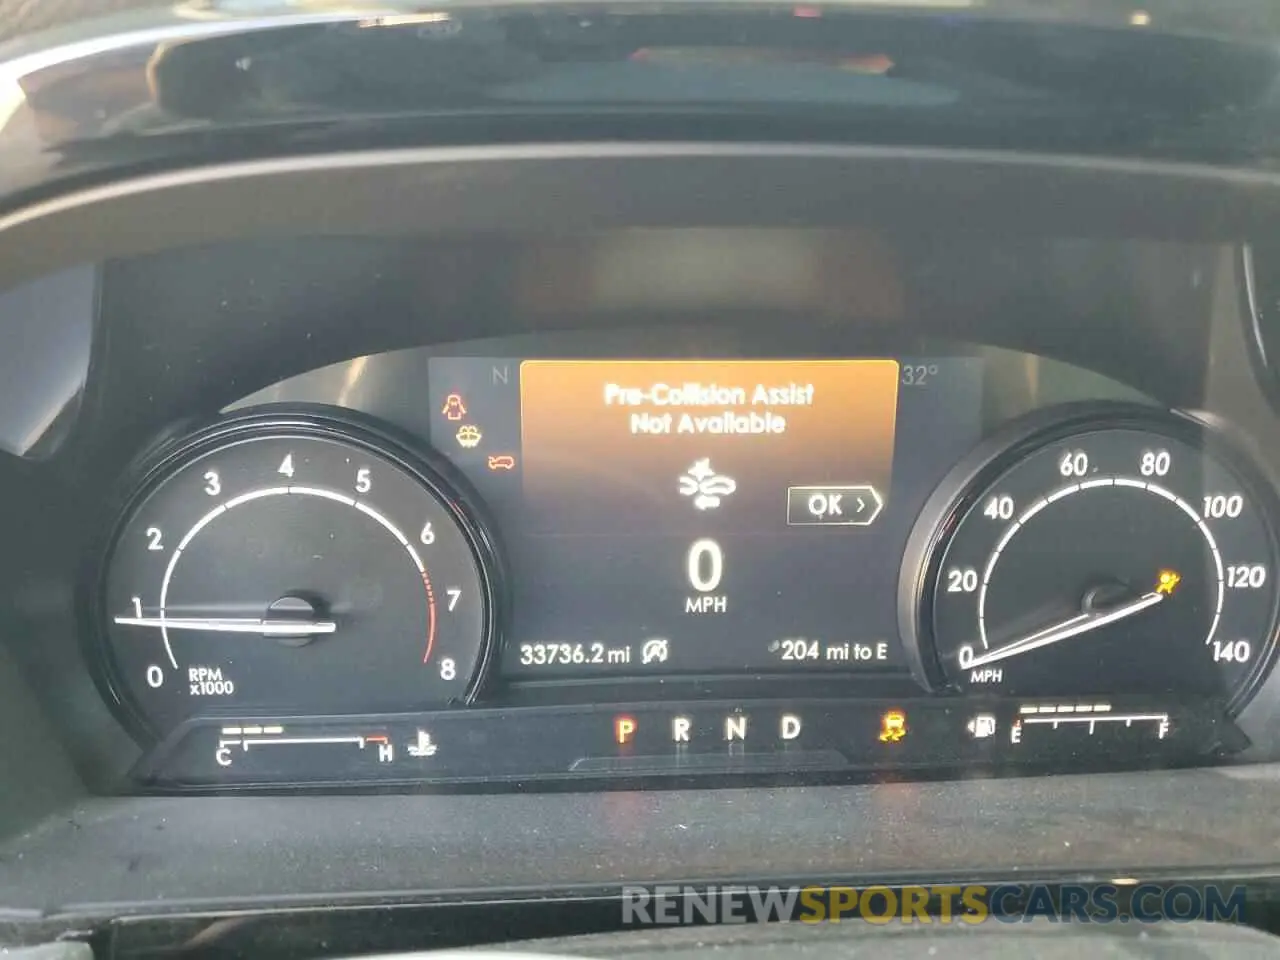 N
32°
Pre-Collision Assist
Not Available
OK >
0
MPH
33736.2 mi
204 mi to E
0 1 2 3 4 5 6 7 8
RPM
x1000
0 20 40 60 80 100 120 140
MPH
C H
P R N D
E F
RENEWSPORTSCARS.COM